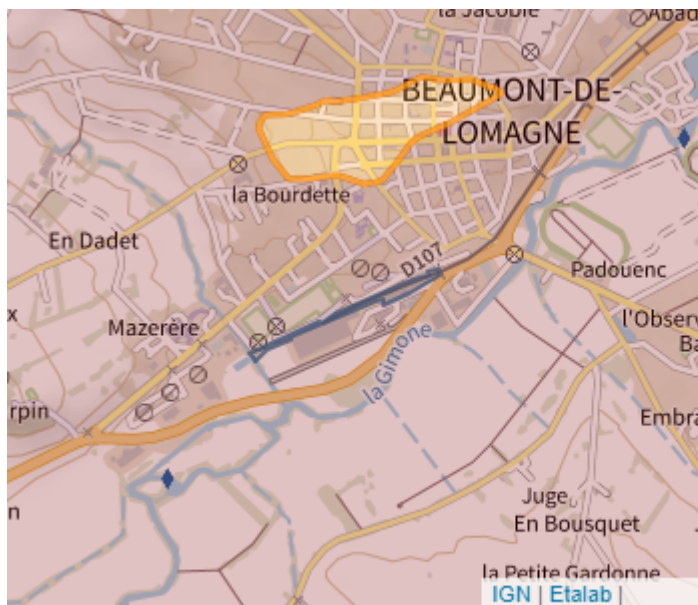 la Jacobie
Abad
BEAUMONT-DE-
LOMAGNE
la Bourdette
En Dadet
D107
Padouenc
x
Mazerère
l'Observ
Ba
la Gimone
rpin
Embra
Juge
n
En Bousquet
la Petite Gardonne
IGN | Etalab |